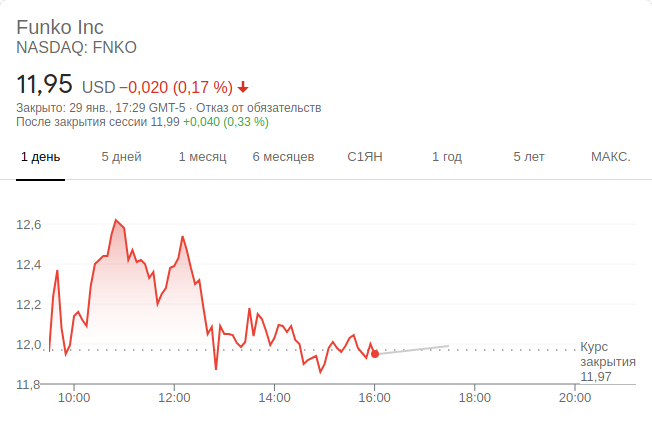 Funko Inc
NASDAQ: FNKO
11,95 USD −0,020 (0,17 %)
Закрыто: 29 янв., 17:29 GMT-5 · Отказ от обязательств
После закрытия сессии 11,99 +0,040 (0,33 %)
1 день 5 дней 1 месяц 6 месяцев С1ЯН 1 год 5 лет МАКС.
12,6
12,4
12,2
12,0
Курс
закрытия
11,97
11,8
10:00 12:00 14:00 16:00 18:00 20:00